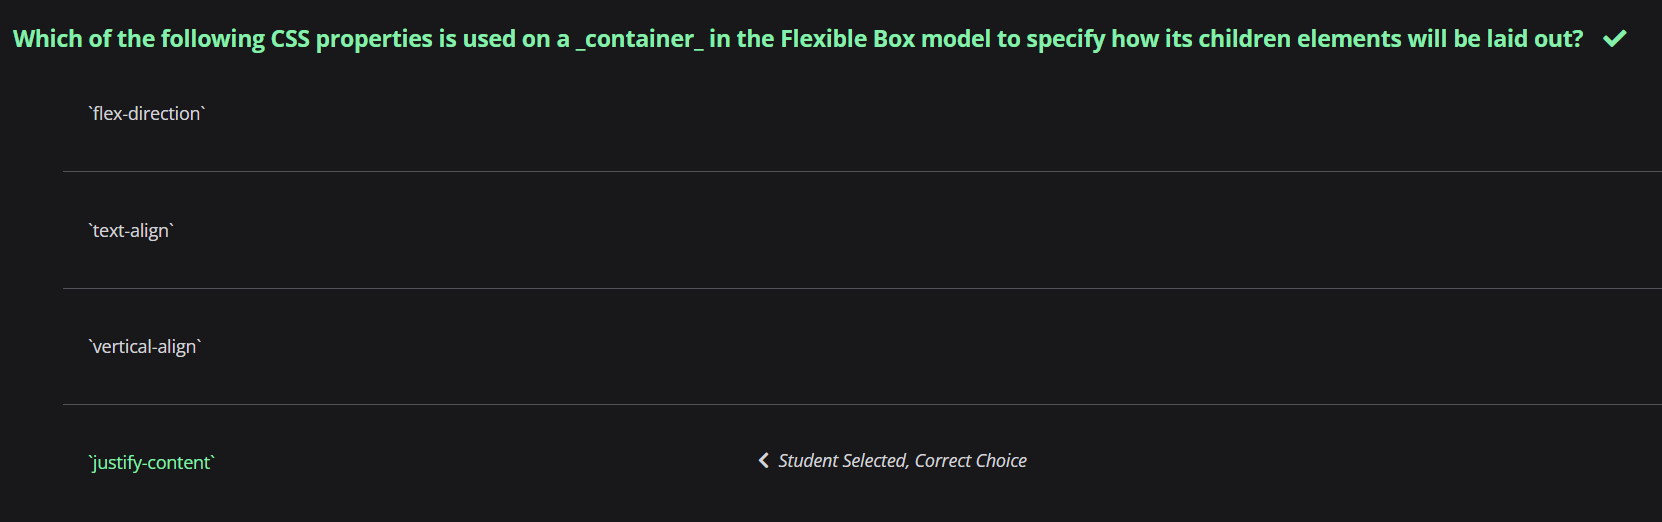 Which of the following CSS properties is used on a _container_ in the Flexible Box model to specify how its children elements will be laid out?
`flex-direction`
`text-align`
`vertical-align`
`justify-content`
Student Selected, Correct Choice